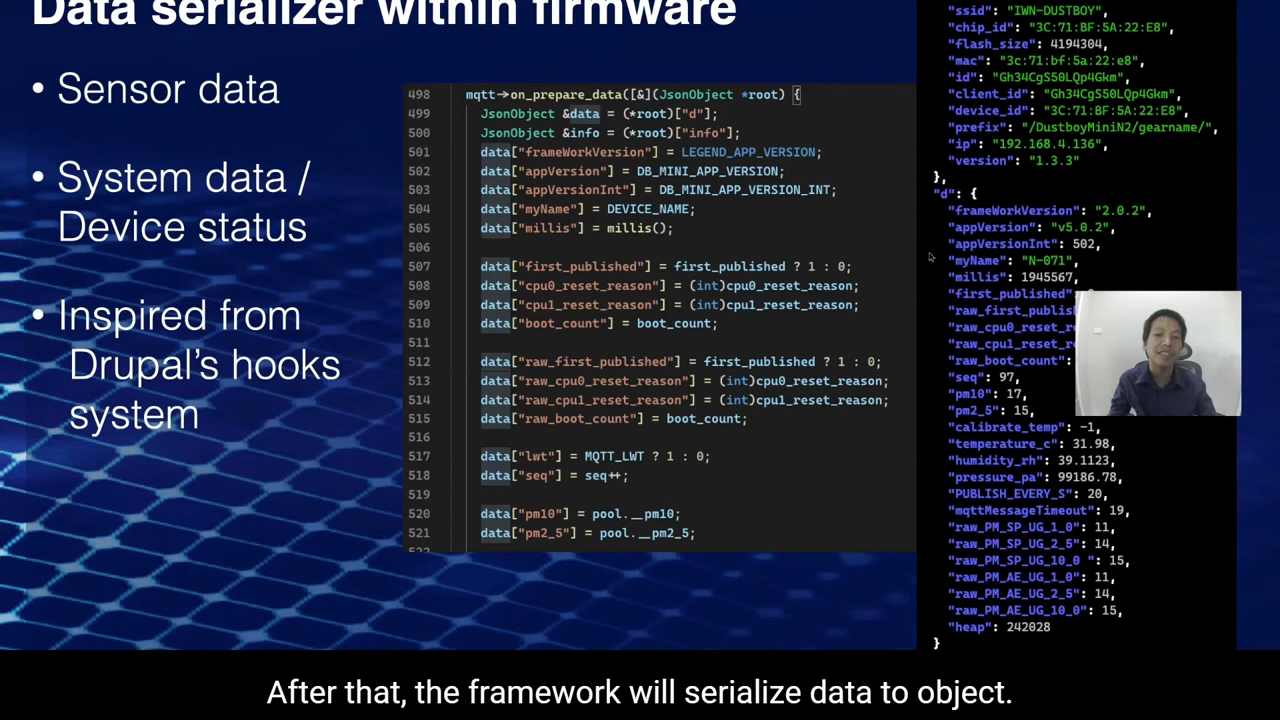 Data serializer within firmware
• Sensor data
• System data /
Device status
• Inspired from
Drupal's hooks
system
498 mqtt->on_prepare_data([&](JsonObject *root) {
499 JsonObject &data = (*root)["d"];
500 JsonObject &info = (*root)["info"];
501 data["frameWorkVersion"] = LEGEND_APP_VERSION;
502 data["appVersion"] = DB_MINI_APP_VERSION;
503 data["appVersionInt"] = DB_MINI_APP_VERSION_INT;
504 data["myName"] = DEVICE_NAME;
505 data["millis"] = millis();
506
507 data["first_published"] = first_published ? 1 : 0;
508 data["cpu0_reset_reason"] = (int)cpu0_reset_reason;
509 data["cpu1_reset_reason"] = (int)cpu1_reset_reason;
510 data["boot_count"] = boot_count;
511
512 data["raw_first_published"] = first_published ? 1 : 0;
513 data["raw_cpu0_reset_reason"] = (int)cpu0_reset_reason;
514 data["raw_cpu1_reset_reason"] = (int)cpu1_reset_reason;
515 data["raw_boot_count"] = boot_count;
516
517 data["lwt"] = MQTT_LWT ? 1 : 0;
518 data["seq"] = seq++;
519
520 data["pm10"] = pool.__pm10;
521 data["pm2_5"] = pool.__pm2_5;
"ssid": "IWN-DUSTBOY",
"chip_id": "3C:71:BF:5A:22:E8",
"flash_size": 4194304,
"mac": "3c:71:bf:5a:22:e8",
"id": "Gh34CgS50LQp4Gkm",
"client_id": "Gh34CgS50LQp4Gkm",
"device_id": "3C:71:BF:5A:22:E8",
"prefix": "/DustboyMiniN2/gearname/",
"ip": "192.168.4.136",
"version": "1.3.3"
},
"d": {
"frameWorkVersion": "2.0.2",
"appVersion": "v5.0.2",
"appVersionInt": 502,
"myName": "N-071",
"millis": 1945567,
"first_published"
"raw_first_publis
"raw_cpu0_reset_r
"raw_cpu1_reset_r
"raw_boot_count":
"seq": 97,
"pm10": 17,
"pm2_5": 15,
"calibrate_temp": -1,
"temperature_c": 31.98,
"humidity_rh": 39.1123,
"pressure_pa": 99186.78,
"PUBLISH_EVERY_S": 20,
"mqttMessageTimeout": 19,
"raw_PM_SP_UG_1_0": 11,
"raw_PM_SP_UG_2_5": 14,
"raw_PM_SP_UG_10_0 ": 15,
"raw_PM_AE_UG_1_0": 11,
"raw_PM_AE_UG_2_5": 14,
"raw_PM_AE_UG_10_0": 15,
"heap": 242028
}
After that, the framework will serialize data to object.